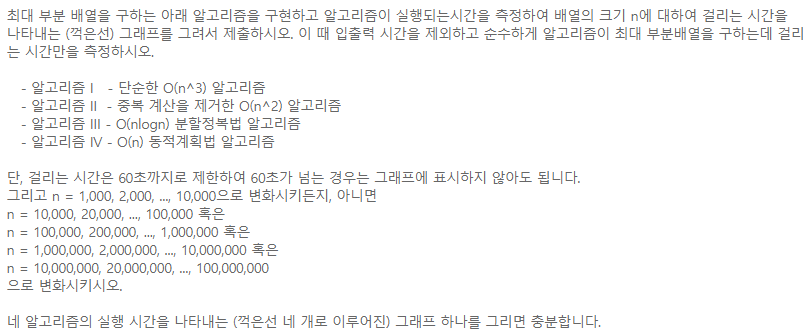 최대 부분 배열을 구하는 아래 알고리즘을 구현하고 알고리즘이 실행되는시간을 측정하여 배열의 크기 n에 대하여 걸리는 시간을
나타내는 (꺽은선) 그래프를 그려서 제출하시오. 이 때 입출력 시간을 제외하고 순수하게 알고리즘이 최대 부분배열을 구하는데 걸리
는 시간만을 측정하시오.
- 알고리즘 I - 단순한 O(n^3) 알고리즘
- 알고리즘 II - 중복 계산을 제거한 O(n^2) 알고리즘
- 알고리즘 III - O(nlogn) 분할정복법 알고리즘
- 알고리즘 IV - O(n) 동적계획법 알고리즘
단, 걸리는 시간은 60초까지로 제한하여 60초가 넘는 경우는 그래프에 표시하지 않아도 됩니다.
그리고 n = 1,000, 2,000, ..., 10,000으로 변화시키든지, 아니면
n = 10,000, 20,000, ..., 100,000 혹은
n = 100,000, 200,000, ..., 1,000,000 혹은
n = 1,000,000, 2,000,000, ..., 10,000,000 혹은
n = 10,000,000, 20,000,000, ..., 100,000,000
으로 변화시키시오.
네 알고리즘의 실행 시간을 나타내는 (꺽은선 네 개로 이루어진) 그래프 하나를 그리면 충분합니다.